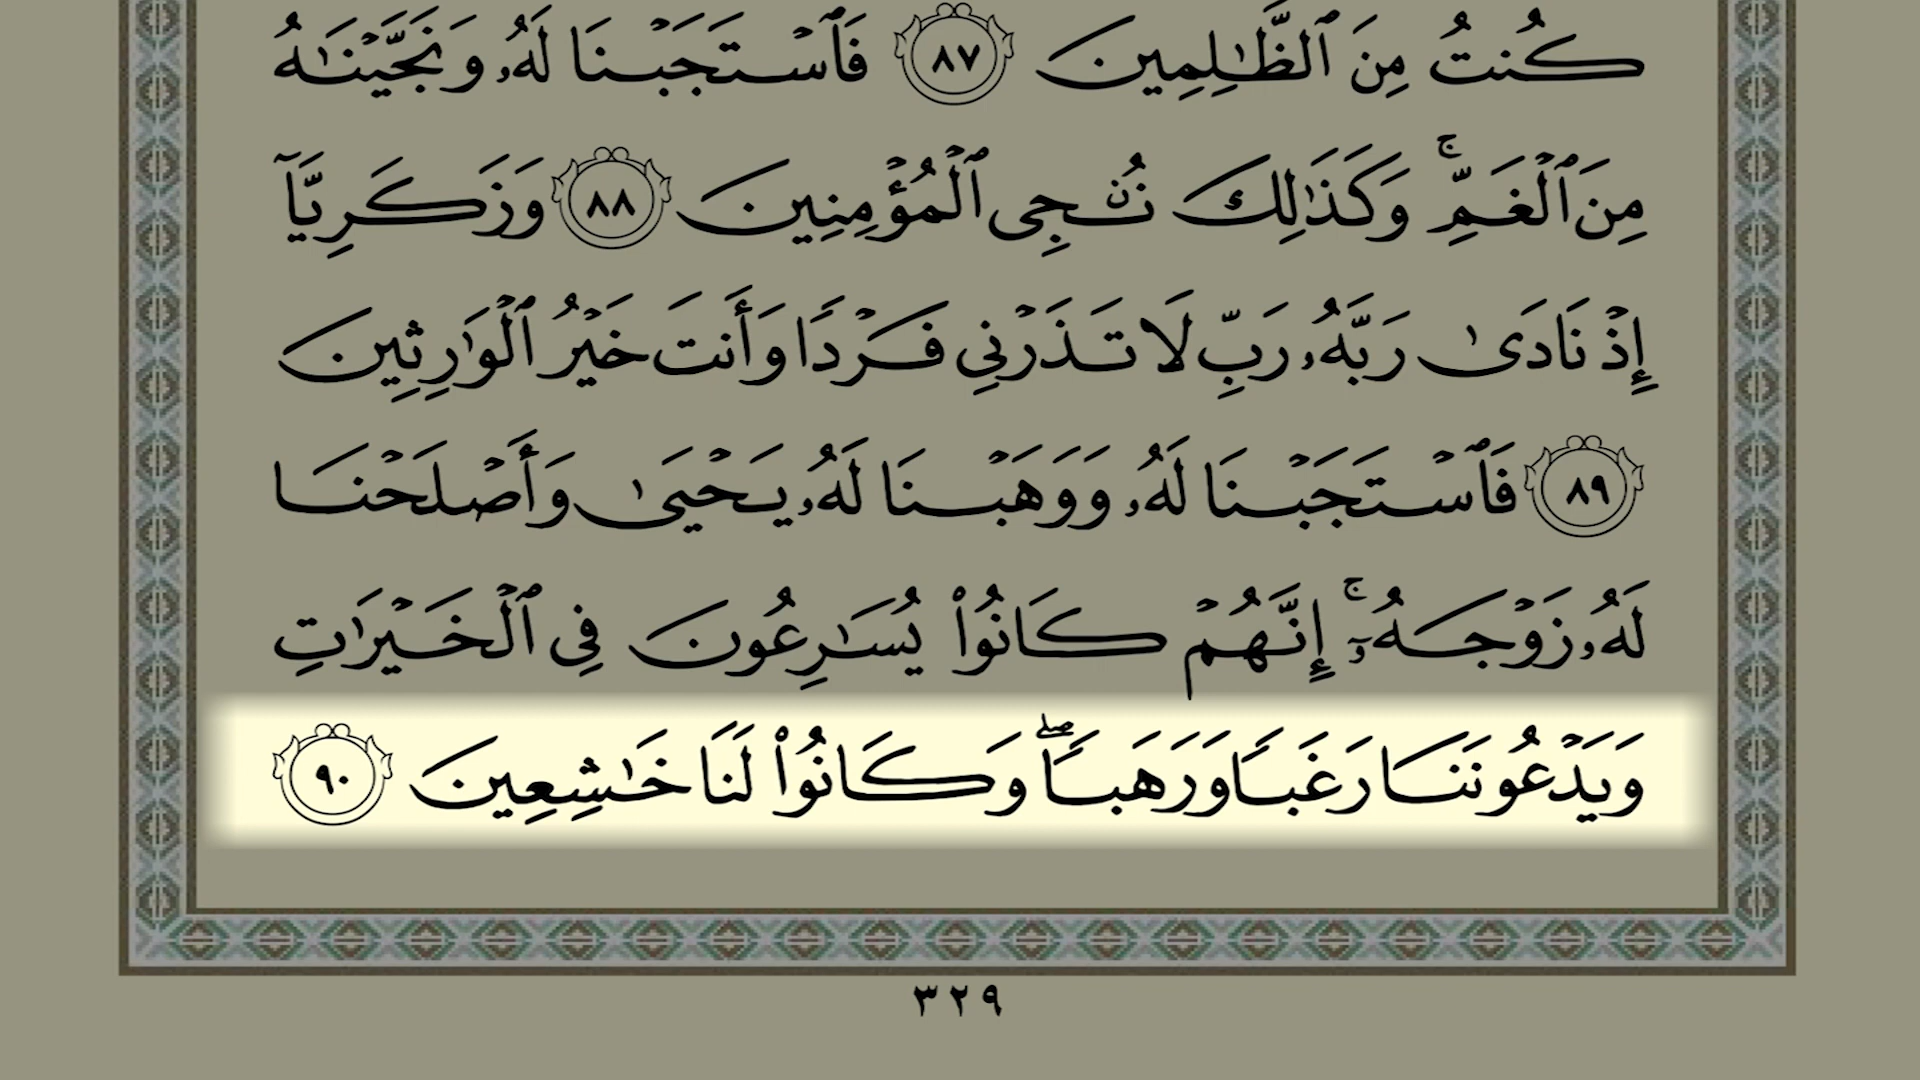 كُنتُ مِنَ ٱلظَّٰلِمِينَ ٨٧ فَٱسْتَجَبْنَا لَهُۥ وَنَجَّيْنَٰهُ
مِنَ ٱلْغَمِّ ۚ وَكَذَٰلِكَ نُۨجِى ٱلْمُؤْمِنِينَ ٨٨ وَزَكَرِيَّآ
إِذْ نَادَىٰ رَبَّهُۥ رَبِّ لَا تَذَرْنِى فَرْدًا وَأَنتَ خَيْرُ ٱلْوَٰرِثِينَ
٨٩ فَٱسْتَجَبْنَا لَهُۥ وَوَهَبْنَا لَهُۥ يَحْيَىٰ وَأَصْلَحْنَا
لَهُۥ زَوْجَهُۥٓ ۚ إِنَّهُمْ كَانُوا۟ يُسَٰرِعُونَ فِى ٱلْخَيْرَٰتِ
وَيَدْعُونَنَا رَغَبًا وَرَهَبًا ۖ وَكَانُوا۟ لَنَا خَٰشِعِينَ ٩٠
٣٢٩